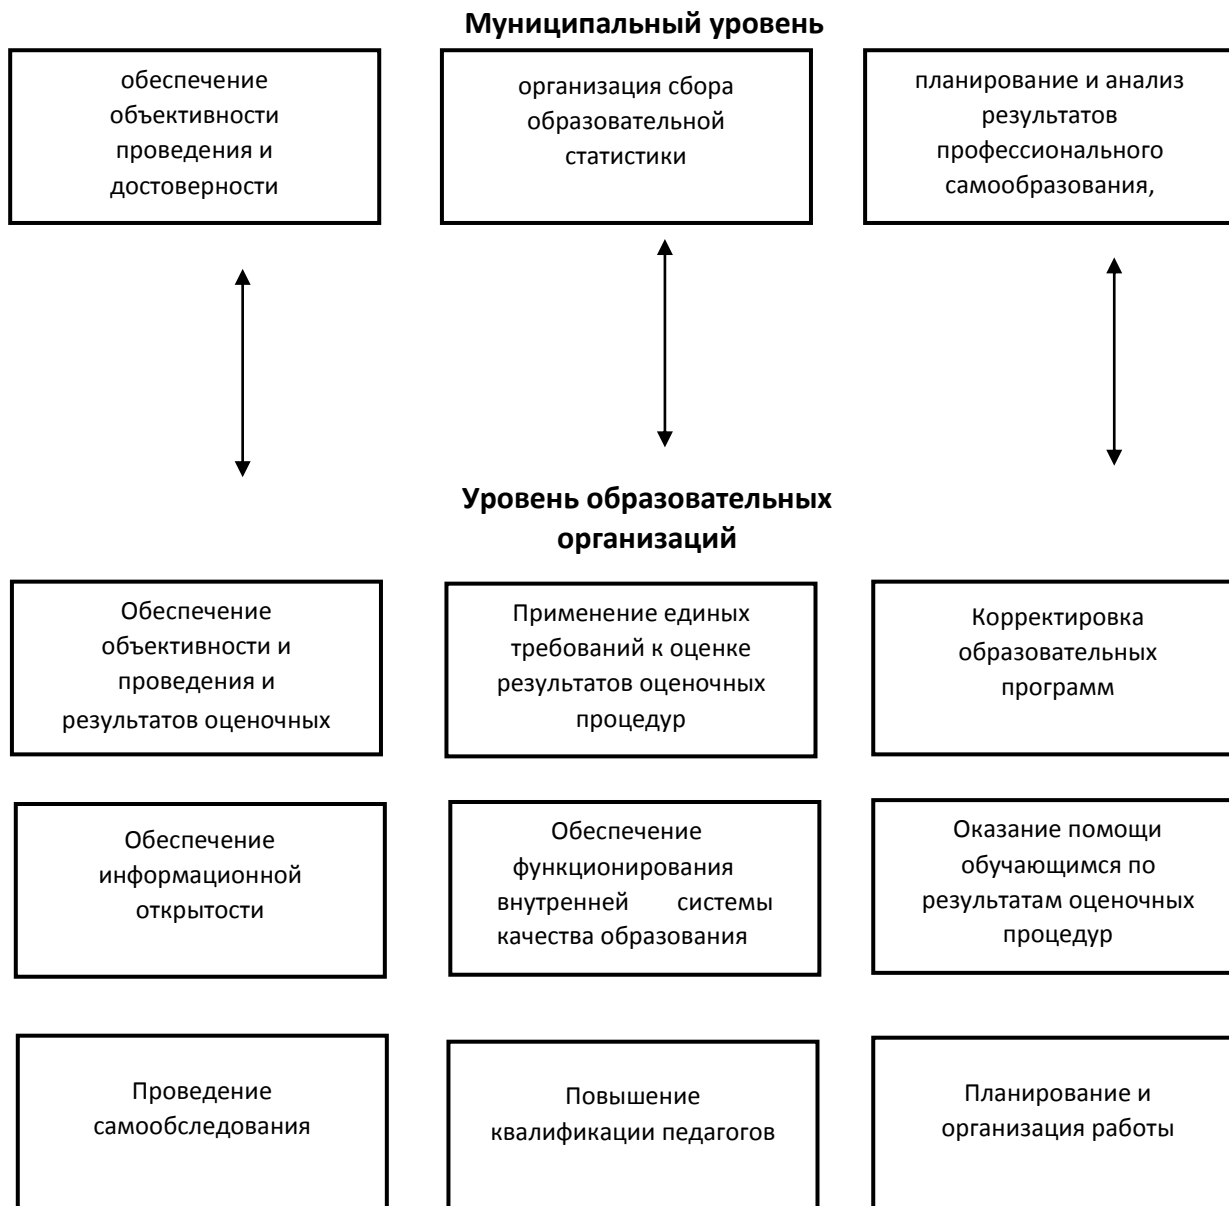 Муниципальный уровень
обеспечение
объективности
проведения и
достоверности
организация сбора
образовательной
статистики
планирование и анализ
результатов
профессионального
самообразования,
Уровень образовательных
организаций
Обеспечение
объективности и
проведения и
результатов оценочных
Применение единых
требований к оценке
результатов оценочных
процедур
Корректировка
образовательных
программ
Обеспечение
информационной
открытости
Обеспечение
функционирования
внутренней системы
качества образования
Оказание помощи
обучающимся по
результатам оценочных
процедур
Проведение
самообследования
Повышение
квалификации педагогов
Планирование и
организация работы